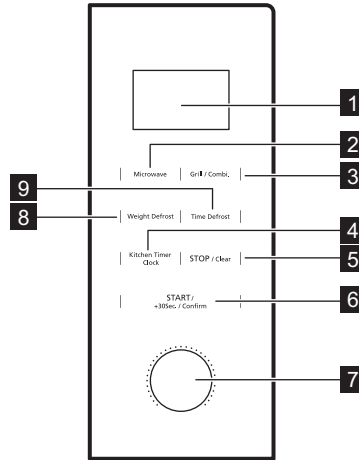 1
2
Microwave Grill / Combi.
3
9
8
Weight Defrost Time Defrost
4
Kitchen Timer
Clock
STOP / Clear
5
START /
+30Sec. / Confirm
6
7